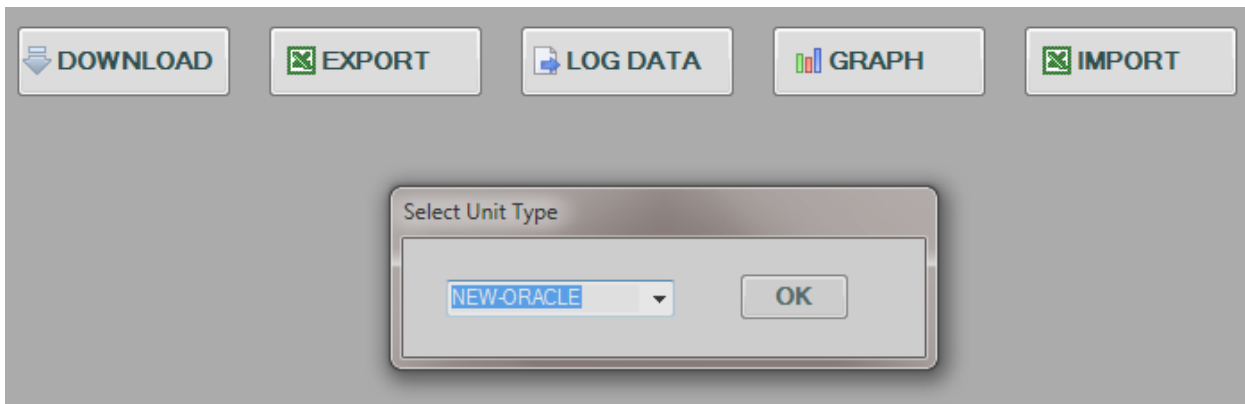 DOWNLOAD EXPORT LOG DATA GRAPH IMPORT
Select Unit Type
NEW-ORACLE OK